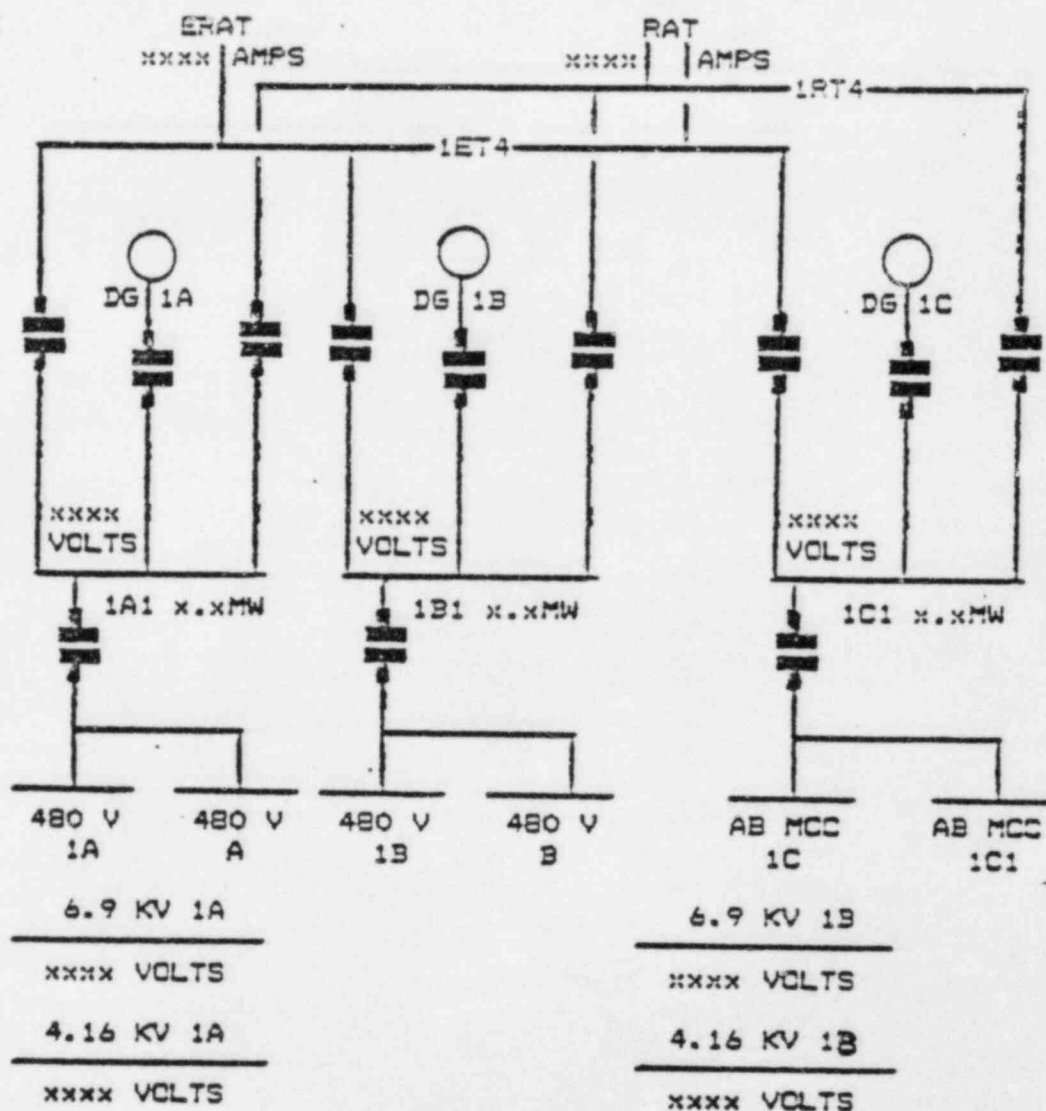 ERAT
xxxx AMPS
RAT
xxxx AMPS
1RT4
1ET4
DG 1A
DG 1B
DG 1C
xxxx
VOLTS
xxxx
VOLTS
xxxx
VOLTS
1A1 x.xMW
1B1 x.xMW
1C1 x.xMW
480 V
1A
480 V
A
480 V
1B
480 V
B
AB MCC
1C
AB MCC
1C1
6.9 KV 1A
xxxx VOLTS
4.16 KV 1A
xxxx VOLTS
6.9 KV 1B
xxxx VOLTS
4.16 KV 1B
xxxx VOLTS